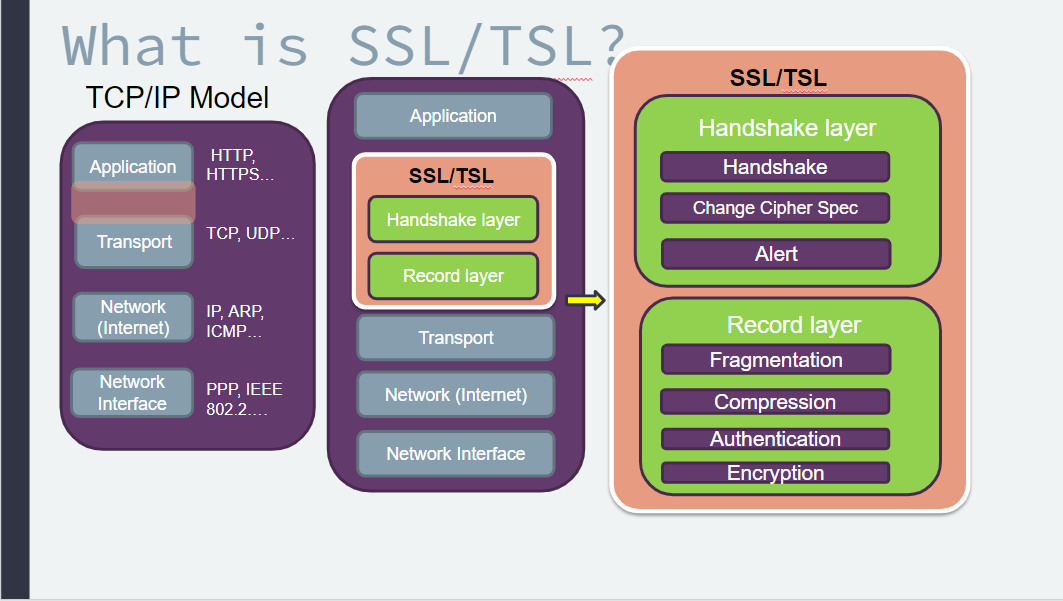 What is SSL/TSL?
TCP/IP Model
Application
HTTP,
HTTPS...
Transport
TCP, UDP...
Network
(Internet)
IP, ARP,
ICMP...
Network
Interface
PPP, IEEE
802.2....
Application
SSL/TSL
Handshake layer
Record layer
Transport
Network (Internet)
Network Interface
SSL/TSL
Handshake layer
Handshake
Change Cipher Spec
Alert
Record layer
Fragmentation
Compression
Authentication
Encryption